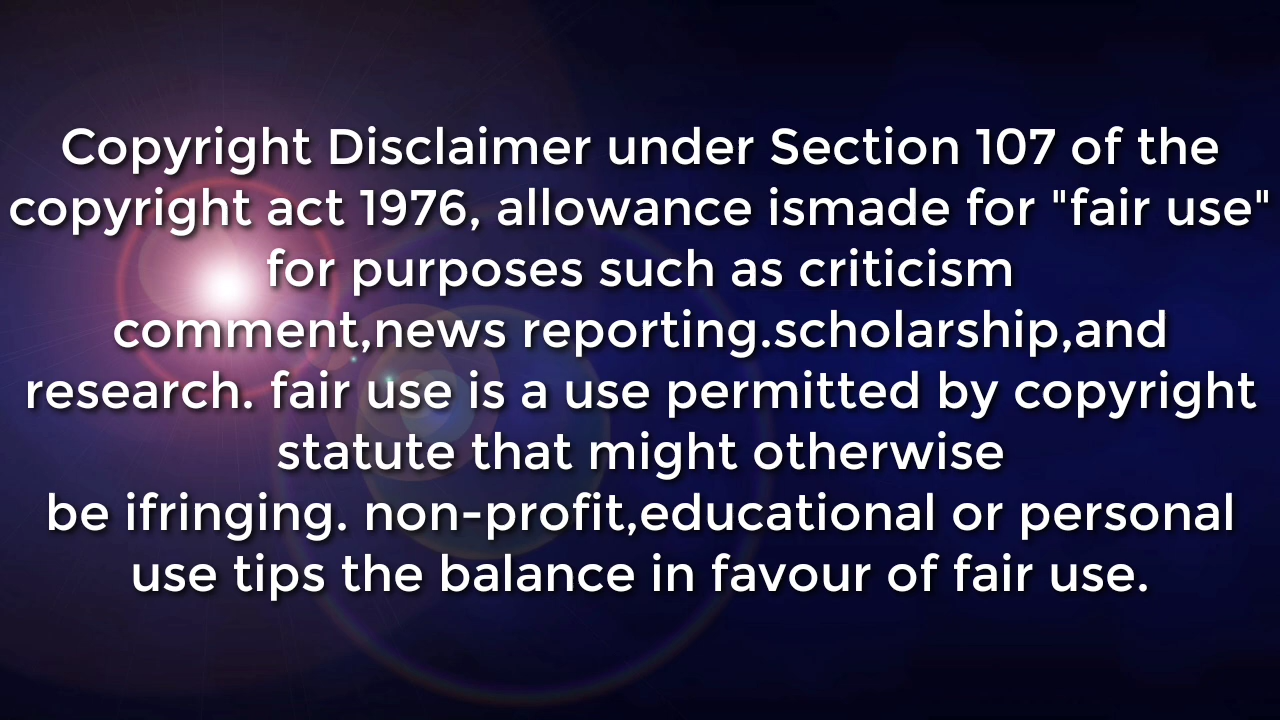 Copyright Disclaimer under Section 107 of the
copyright act 1976, allowance ismade for "fair use"
for purposes such as criticism
comment,news reporting.scholarship,and
research. fair use is a use permitted by copyright
statute that might otherwise
be ifringing. non-profit,educational or personal
use tips the balance in favour of fair use.